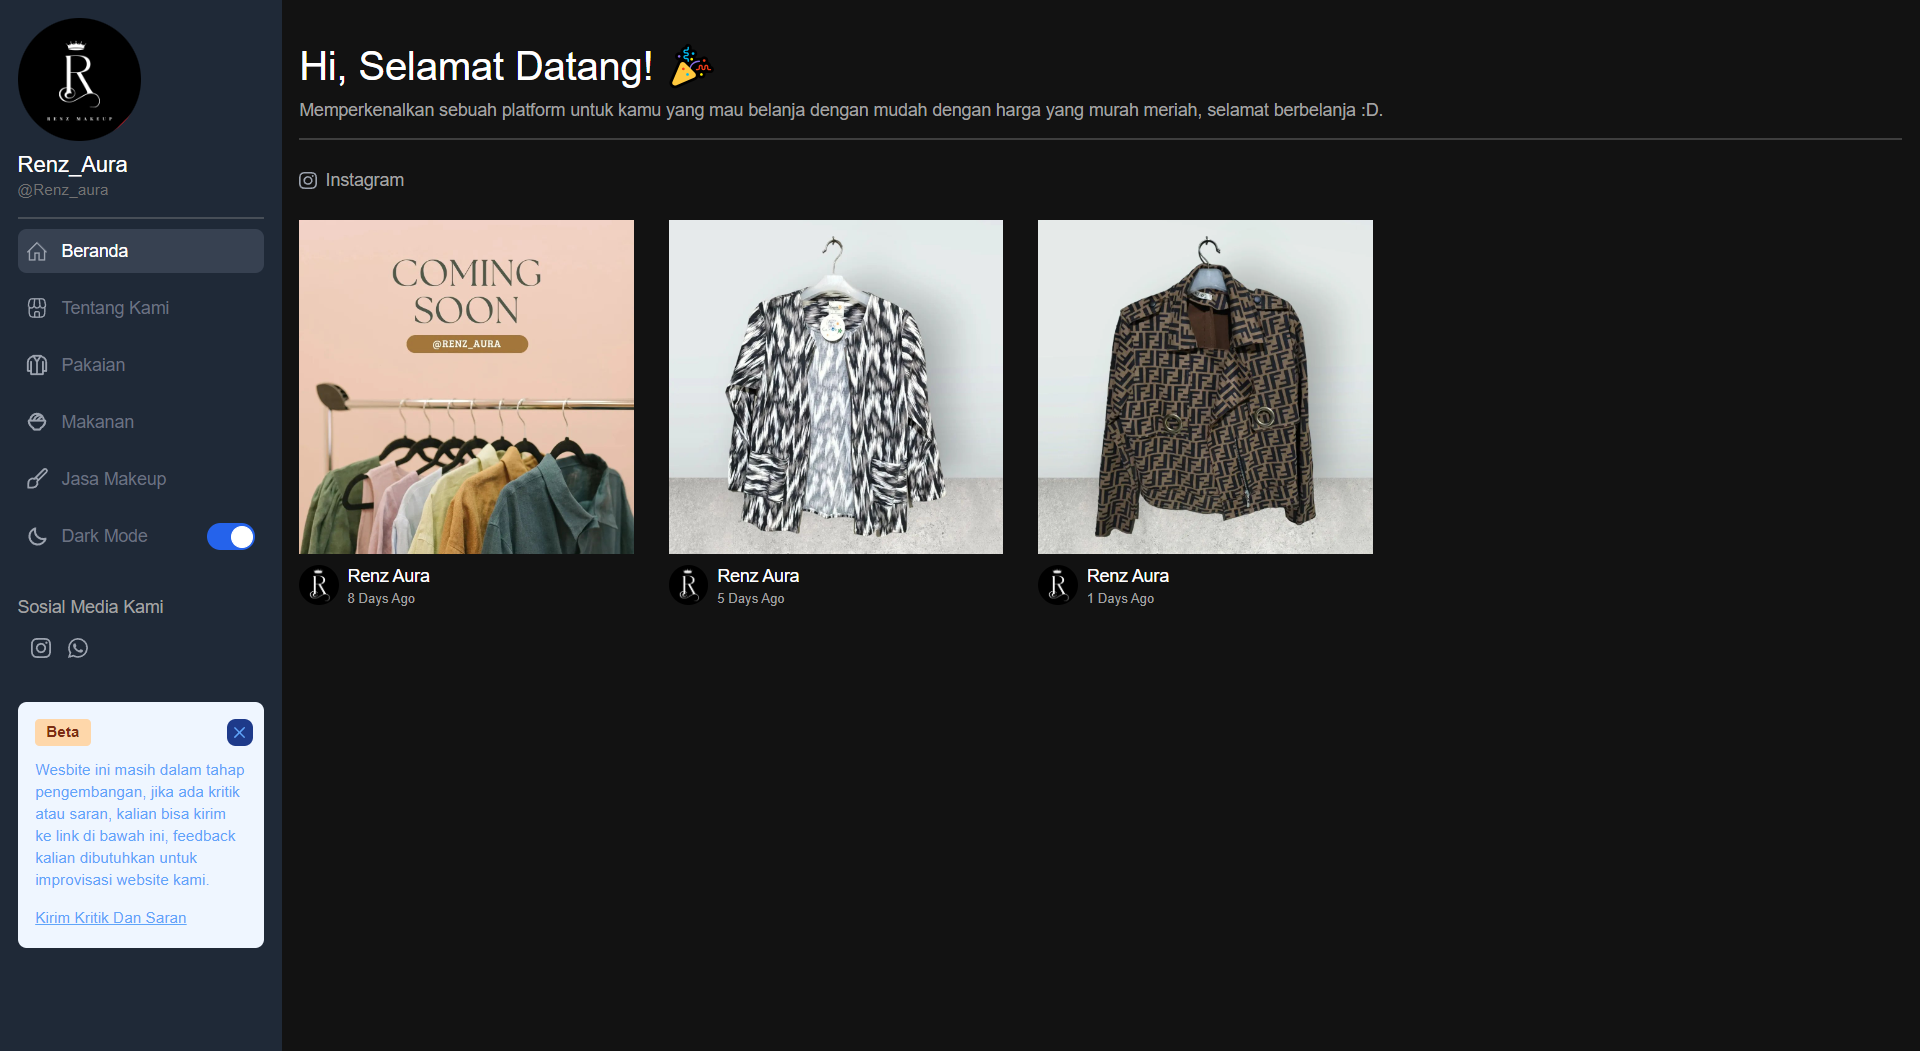 R
RENZ MAKEUP
Renz_Aura
@Renz_aura
Beranda
Tentang Kami
Pakaian
Makanan
Jasa Makeup
Dark Mode
Sosial Media Kami
Beta
Wesbite ini masih dalam tahap
pengembangan, jika ada kritik
atau saran, kalian bisa kirim
ke link di bawah ini, feedback
kalian dibutuhkan untuk
improvisasi website kami.
Kirim Kritik Dan Saran
Hi, Selamat Datang! 🎉
Memperkenalkan sebuah platform untuk kamu yang mau belanja dengan mudah dengan harga yang murah meriah, selamat berbelanja :D.
Instagram
COMING
SOON
@RENZ_AURA
R
Renz Aura
8 Days Ago
R
Renz Aura
5 Days Ago
R
Renz Aura
1 Days Ago